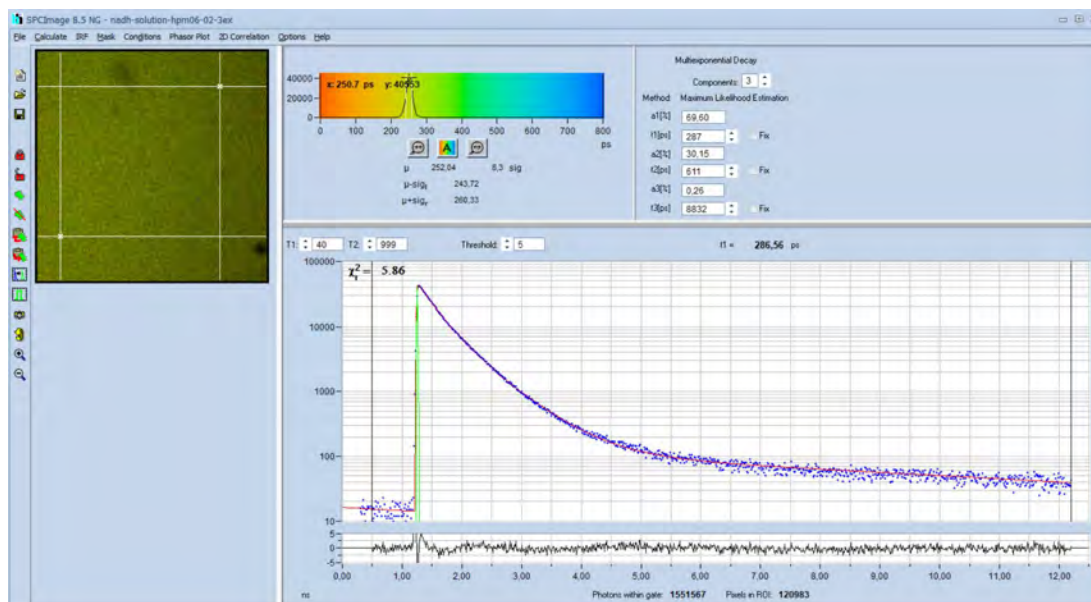 SPCImage 8.5 NG - nadh-solution-hpm06-02-3ex
File Calculate IRF Mask Conditions Phasor Plot 2D Correlation Options Help
x: 250.7 ps y: 40553
40000
20000
0
0 100 200 300 400 500 600 700 800
ps
A
μ 252,04 8,3 sig
μ-sigl 243,72
μ+sigr 260,33
Multiexponential Decay
Components: 3
Method: Maximum Likelihood Estimation
a1[%] 69,60
t1[ps] 287 Fix
a2[%] 30,15
t2[ps] 611 Fix
a3[%] 0,26
t3[ps] 8832 Fix
T1: 40 T2: 999 Threshold: 5 t1 = 286,56 ps
χ²r = 5.86
100000
10000
1000
100
10
5
0
-5
0,00 1,00 2,00 3,00 4,00 5,00 6,00 7,00 8,00 9,00 10,00 11,00 12,00
ns Photons within gate: 1551567 Pixels in ROI: 120983